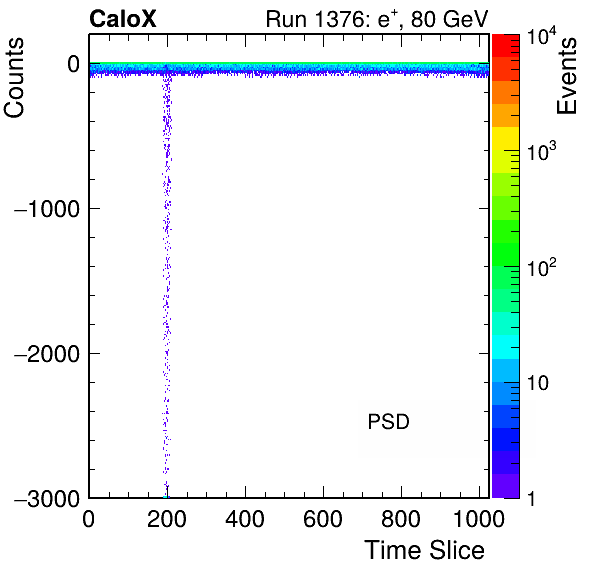 CaloX Run 1376: e⁺, 80 GeV
Counts
0
−1000
−2000
−3000
0 200 400 600 800 1000
Time Slice
PSD
Events
10⁴
10³
10²
10
1